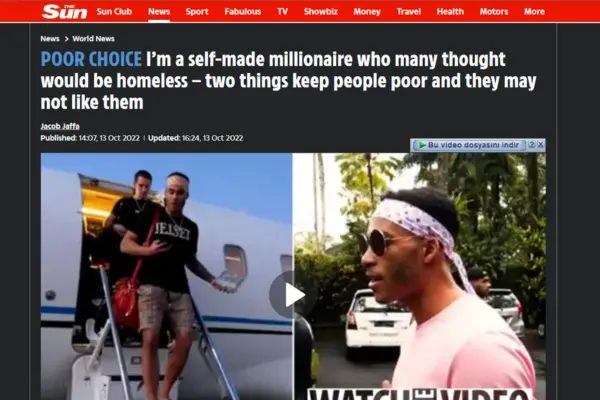 THE
Sun
Sun Club News Sport Fabulous TV Showbiz Money Travel Health Motors More
News > World News
POOR CHOICE I'm a self-made millionaire who many thought
would be homeless – two things keep people poor and they may
not like them
Jacob Jaffa
Published: 14:07, 13 Oct 2022 | Updated: 16:24, 13 Oct 2022
Bu video dosyasını indir ? X
WATCH THE VIDEO